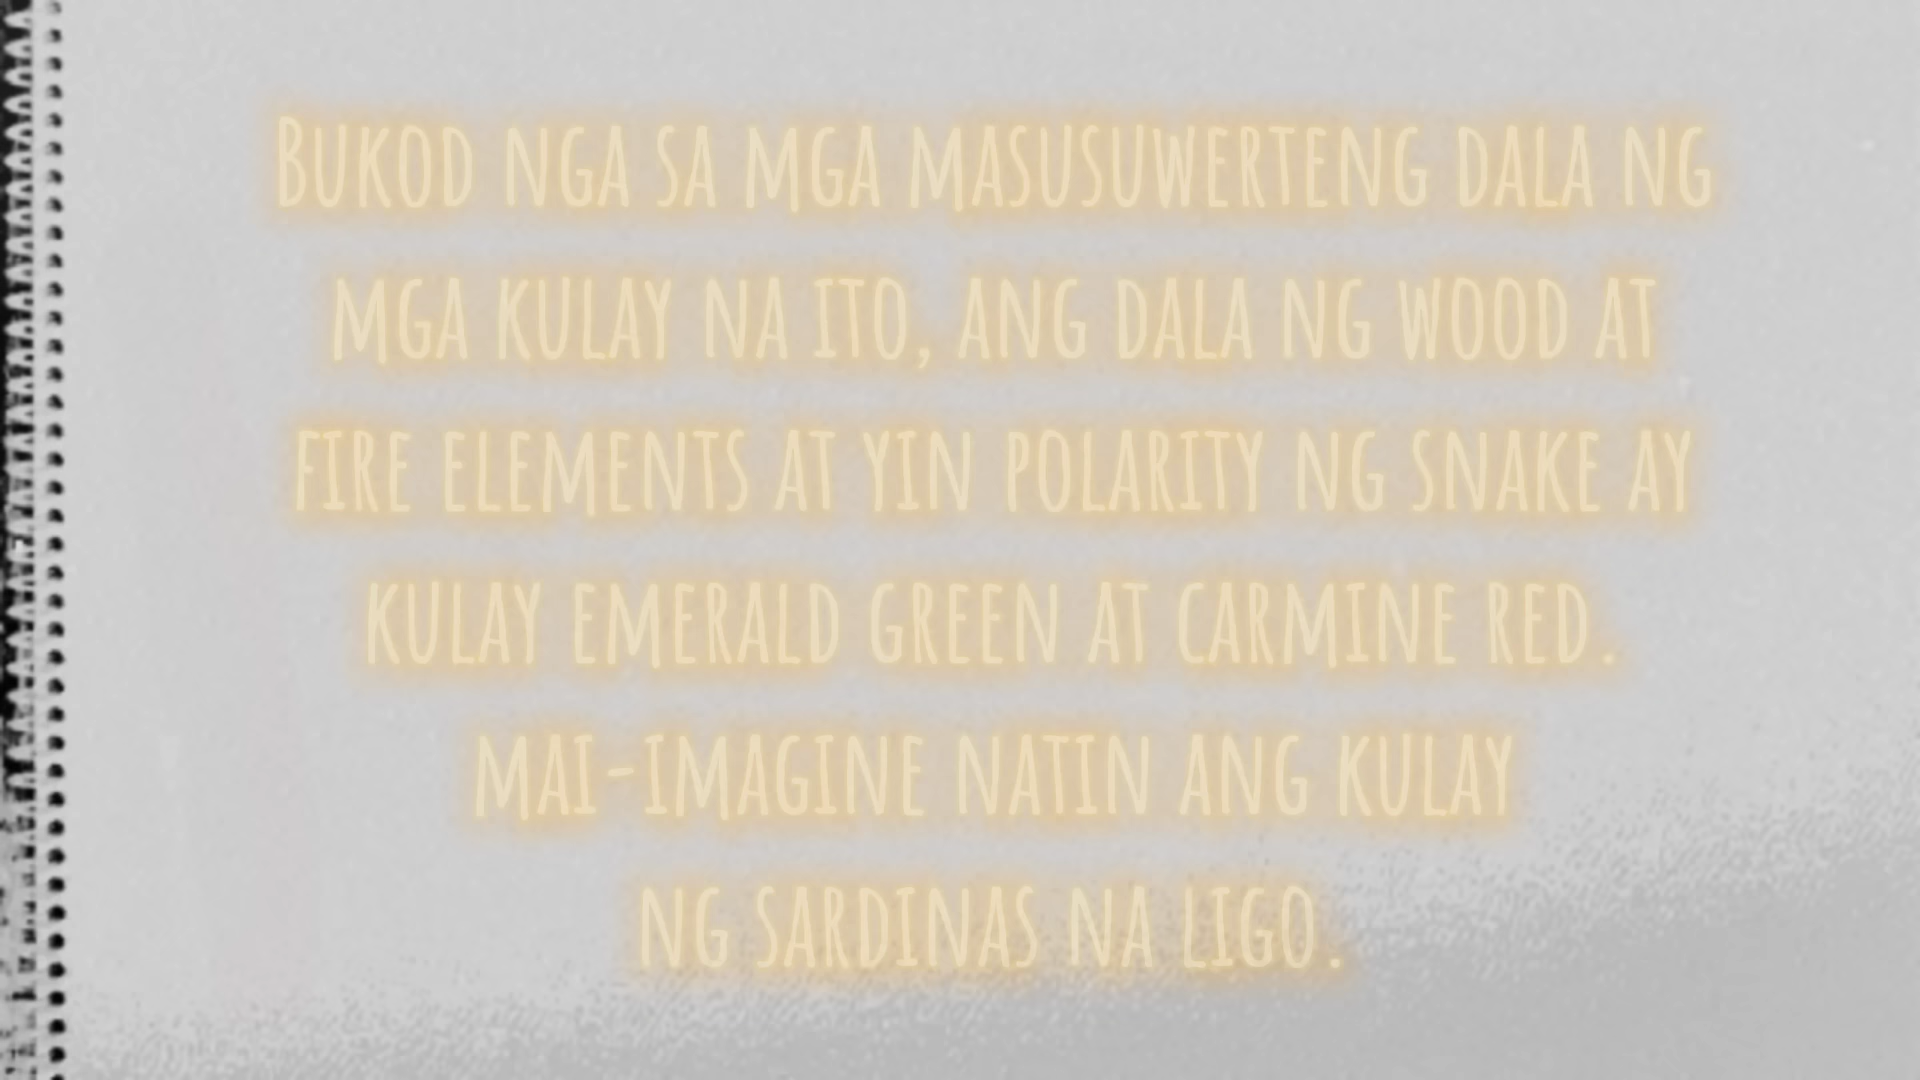 Bukod nga sa mga masusuwerteng dala ng
mga kulay na ito, ang dala ng wood at
fire elements at yin polarity ng snake ay
kulay emerald green at carmine red.
mai-imagine natin ang kulay
ng sardinas na ligo.